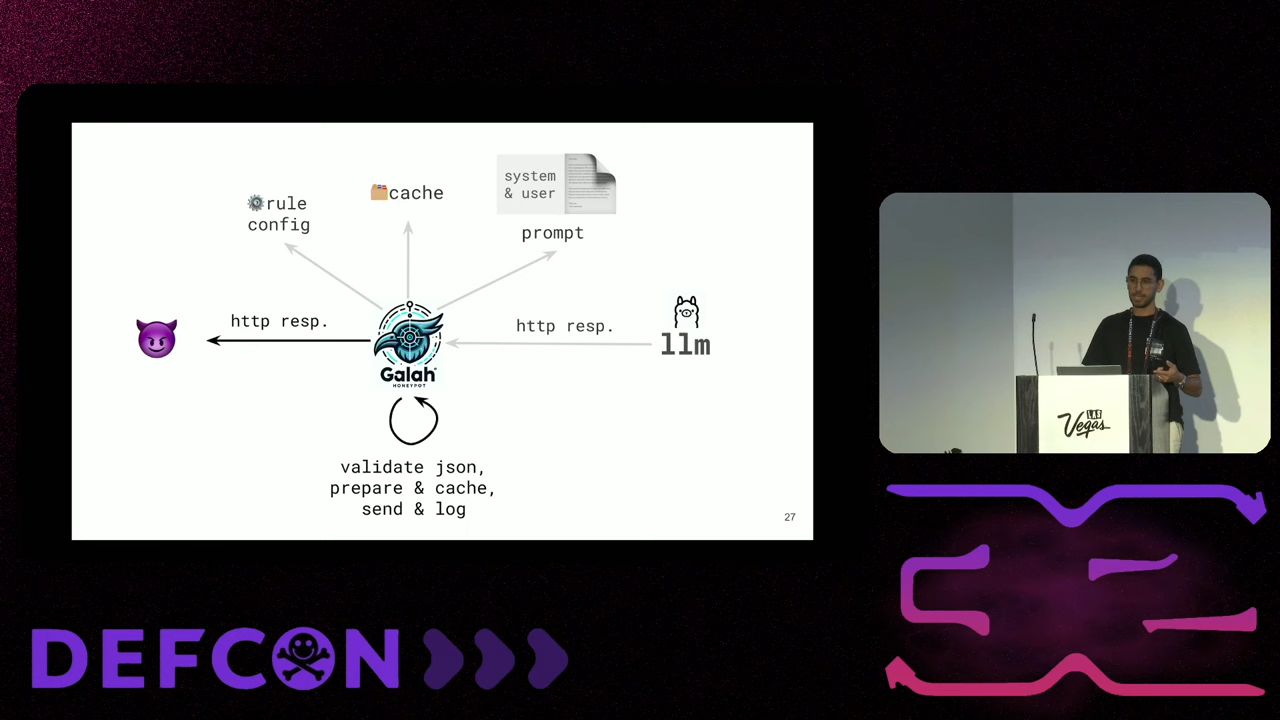 rule
config
cache
system
& user
prompt
http resp.
http resp.
llm
Galah
HONEYPOT
validate json,
prepare & cache,
send & log
27
LAS
Vegas
DEFCON